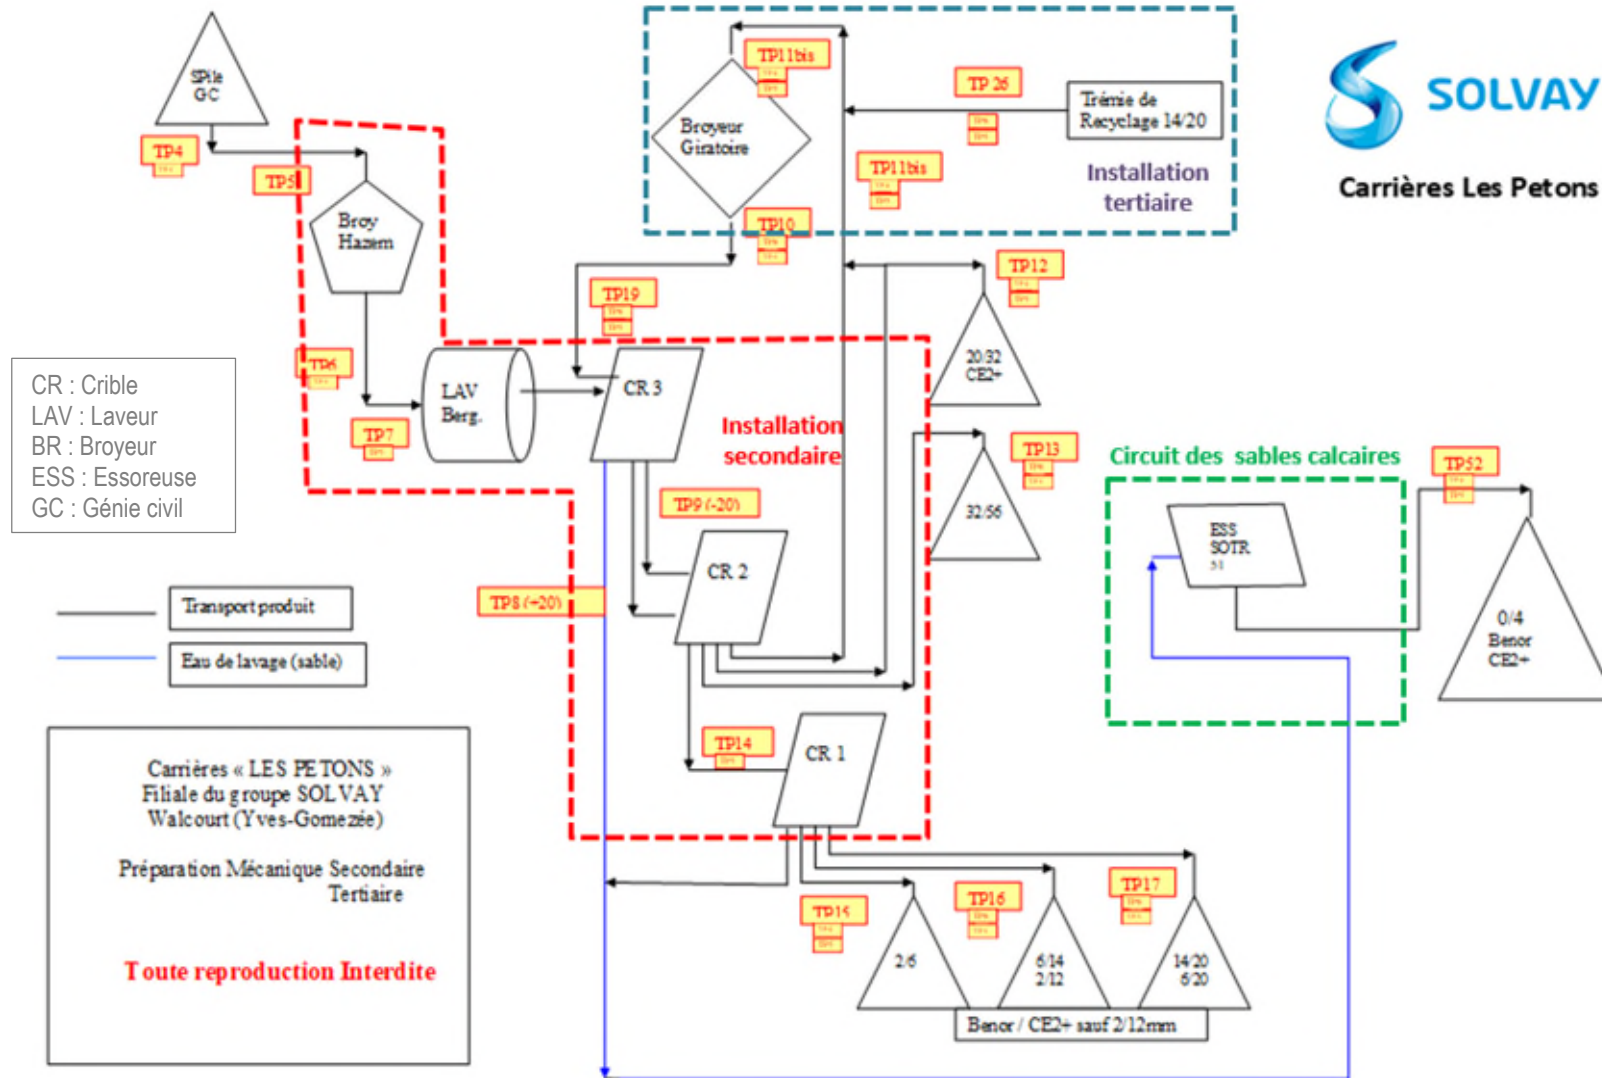 SPile
GC
TP4
TP5
Broy
Hazem
TP6
TP7
LAV
Berg.
TP11bis
Broyeur
Giratoire
TP10
TP19
TP 26
Trémie de
Recyclage 14/20
TP11bis
Installation
tertiaire
SOLVAY
Carrières Les Petons
TP12
20/32
CE2+
CR 3
Installation
secondaire
TP13
32/56
CR : Crible
LAV : Laveur
BR : Broyeur
ESS : Essoreuse
GC : Génie civil
TP9 (-20)
CR 2
TP8 (+20)
Circuit des sables calcaires
TP52
ESS
SOTR
51
0/4
Benor
CE2+
Transport produit
Eau de lavage (sable)
TP14
CR 1
Carrières « LES PETONS »
Filiale du groupe SOLVAY
Walcourt (Yves-Gomezée)
Préparation Mécanique Secondaire
Tertiaire
Toute reproduction Interdite
TP15
TP16
TP17
2/6
6/14
2/12
14/20
6/20
Benor / CE2+ sauf 2/12mm